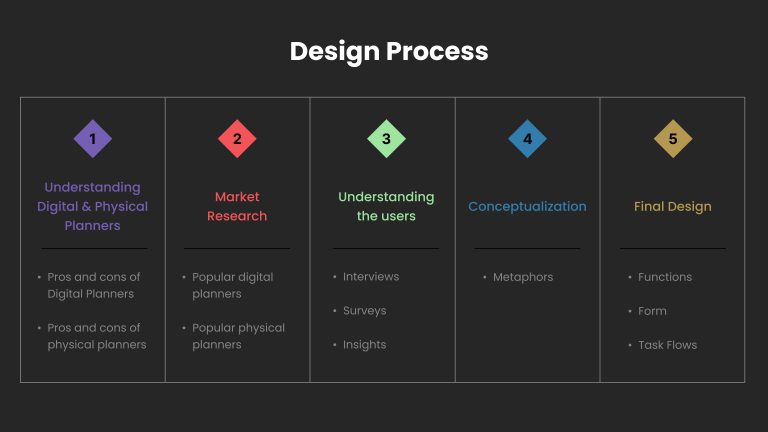 Design Process
1
Understanding
Digital & Physical
Planners
• Pros and cons of
Digital Planners
• Pros and cons of
physical planners
2
Market
Research
• Popular digital
planners
• Popular physical
planners
3
Understanding
the users
• Interviews
• Surveys
• Insights
4
Conceptualization
• Metaphors
5
Final Design
• Functions
• Form
• Task Flows